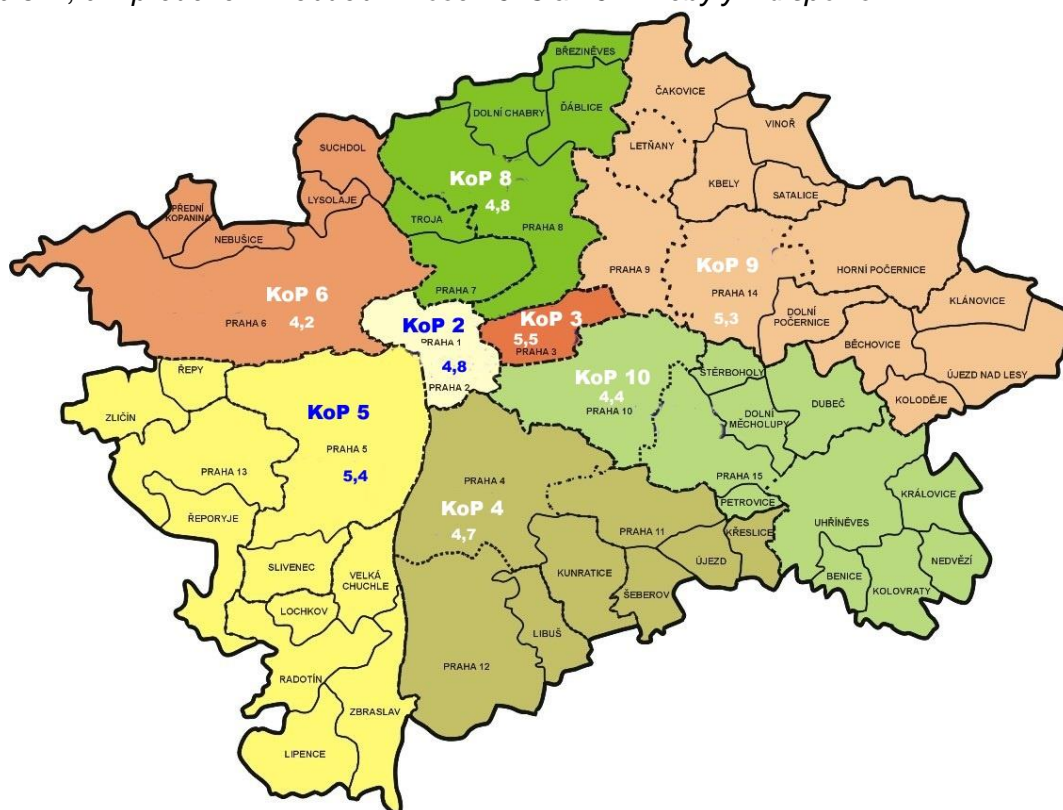 BŘEZINĚVES
ČAKOVICE
DOLNÍ CHABRY
ĎÁBLICE
VINOŘ
LETŇANY
SUCHDOL
KoP 8
4,8
KBELY
SATALICE
LYSOLAJE
PŘEDNÍ
KOPANINA
TROJA
PRAHA 8
NEBUŠICE
PRAHA 9
KoP 9
HORNÍ POČERNICE
PRAHA 7
PRAHA 14
5,3
KoP 6
PRAHA 6
4,2
KLÁNOVICE
DOLNÍ
POČERNICE
KoP 2
PRAHA 1
4,8
PRAHA 2
KoP 3
5,5
PRAHA 3
BĚCHOVICE
ÚJEZD NAD LESY
KOLODĚJE
ŘEPY
ZLIČÍN
ŠTĚRBOHOLY
KoP 10
4,4
PRAHA 10
DUBEČ
DOLNÍ
MĚCHOLUPY
KoP 5
PRAHA 5
5,4
PRAHA 13
PRAHA 4
PRAHA 15
ŘEPORYJE
KoP 4
4,7
PETROVICE
KRÁLOVICE
UHŘÍNĚVES
PRAHA 11
KŘESLICE
ÚJEZD
NEDVĚZÍ
SLIVENEC
VELKÁ
CHUCHLE
KUNRATICE
BENICE
KOLOVRATY
ŠEBEROV
LOCHKOV
LIBUŠ
PRAHA 12
RADOTÍN
ZBRASLAV
LIPENCE